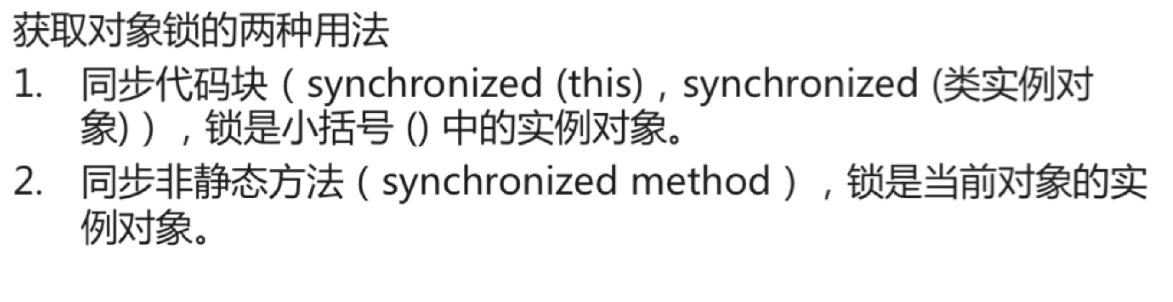 获取对象锁的两种用法
1. 同步代码块（synchronized (this)，synchronized (类实例对
象)），锁是小括号 () 中的实例对象。
2. 同步非静态方法（synchronized method），锁是当前对象的实
例对象。